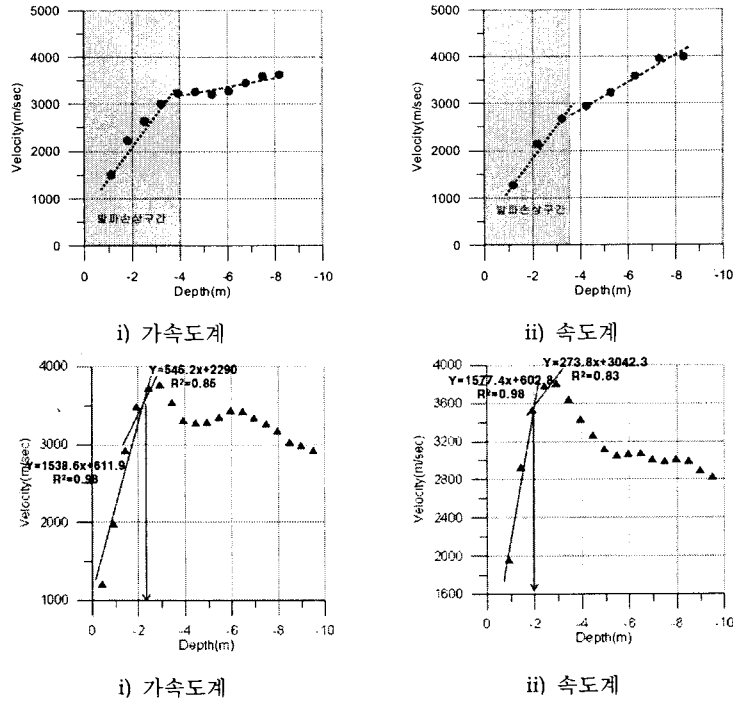 5000
4000
3000
2000
1000
0
Velocity(m/sec)
발파손상구간
0 -2 -4 -6 -8 -10
Depth(m)
i) 가속도계
5000
4000
3000
2000
1000
0
Velocity(m/sec)
발파손상구간
0 -2 -4 -6 -8 -10
Depth(m)
ii) 속도계
4000
3000
2000
1000
Velocity(m/sec)
Y=545.2x+2290
R²=0.85
Y=1538.6x+611.9
R²=0.98
0 -2 -4 -6 -8 -10
Depth(m)
i) 가속도계
4000
3600
3200
2800
2400
2000
1600
Velocity(m/sec)
Y=273.8x+3042.3
R²=0.83
Y=1577.4x+602.8
R²=0.98
0 -2 -4 -6 -8 -10
Depth(m)
ii) 속도계